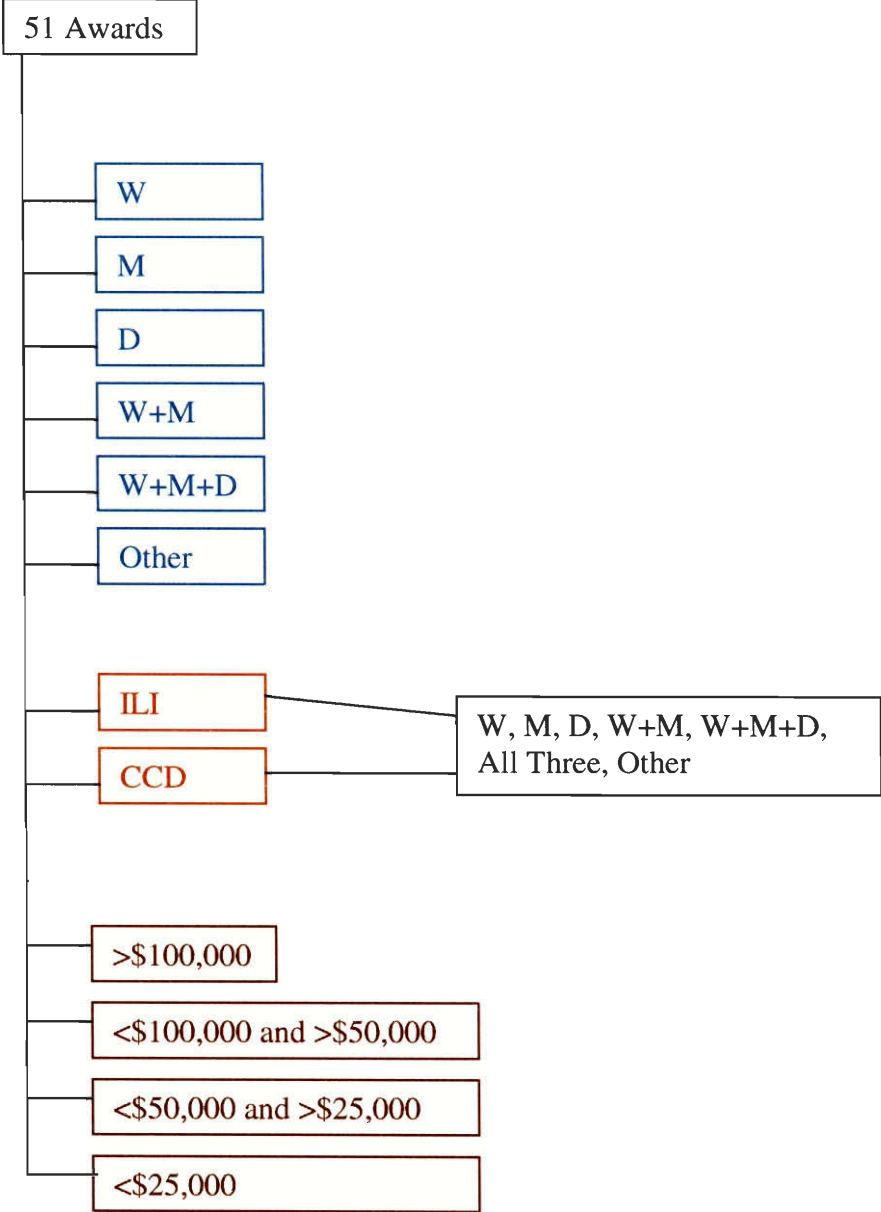 51 Awards
W
M
D
W+M
W+M+D
Other
ILI
CCD
W, M, D, W+M, W+M+D,
All Three, Other
>$100,000
<$100,000 and >$50,000
<$50,000 and >$25,000
<$25,000